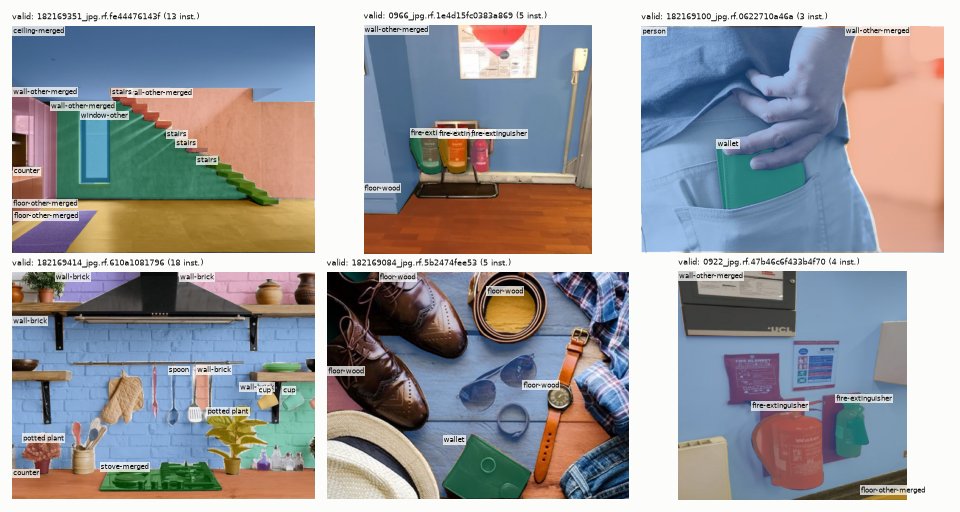 valid: 182169351_jpg.rf.fe44476143f (13 inst.)
ceiling-merged
wall-other-merged
stairs
all-other-merged
wall-other-merged
window-other
stairs
stairs
stairs
counter
floor-other-merged
floor-other-merged
valid: 0966_jpg.rf.1e4d15fc0383a869 (5 inst.)
wall-other-merged
fire-exti
fire-extin
fire-extinguisher
floor-wood
valid: 182169100_jpg.rf.0622710a46a (3 inst.)
person
wall-other-merged
wallet
valid: 182169414_jpg.rf.610a1081796 (18 inst.)
wall-brick
wall-brick
wall-brick
spoon
wall-brick
wall-b
cup
cup
potted plant
potted plant
stove-merged
counter
valid: 182169084_jpg.rf.5b2474fee53 (5 inst.)
floor-wood
floor-wood
floor-wood
floor-wood
wallet
valid: 0922_jpg.rf.47b46c6f433b4f70 (4 inst.)
wall-other-merged
UCL
fire-extinguisher
fire-extinguisher
floor-other-merged